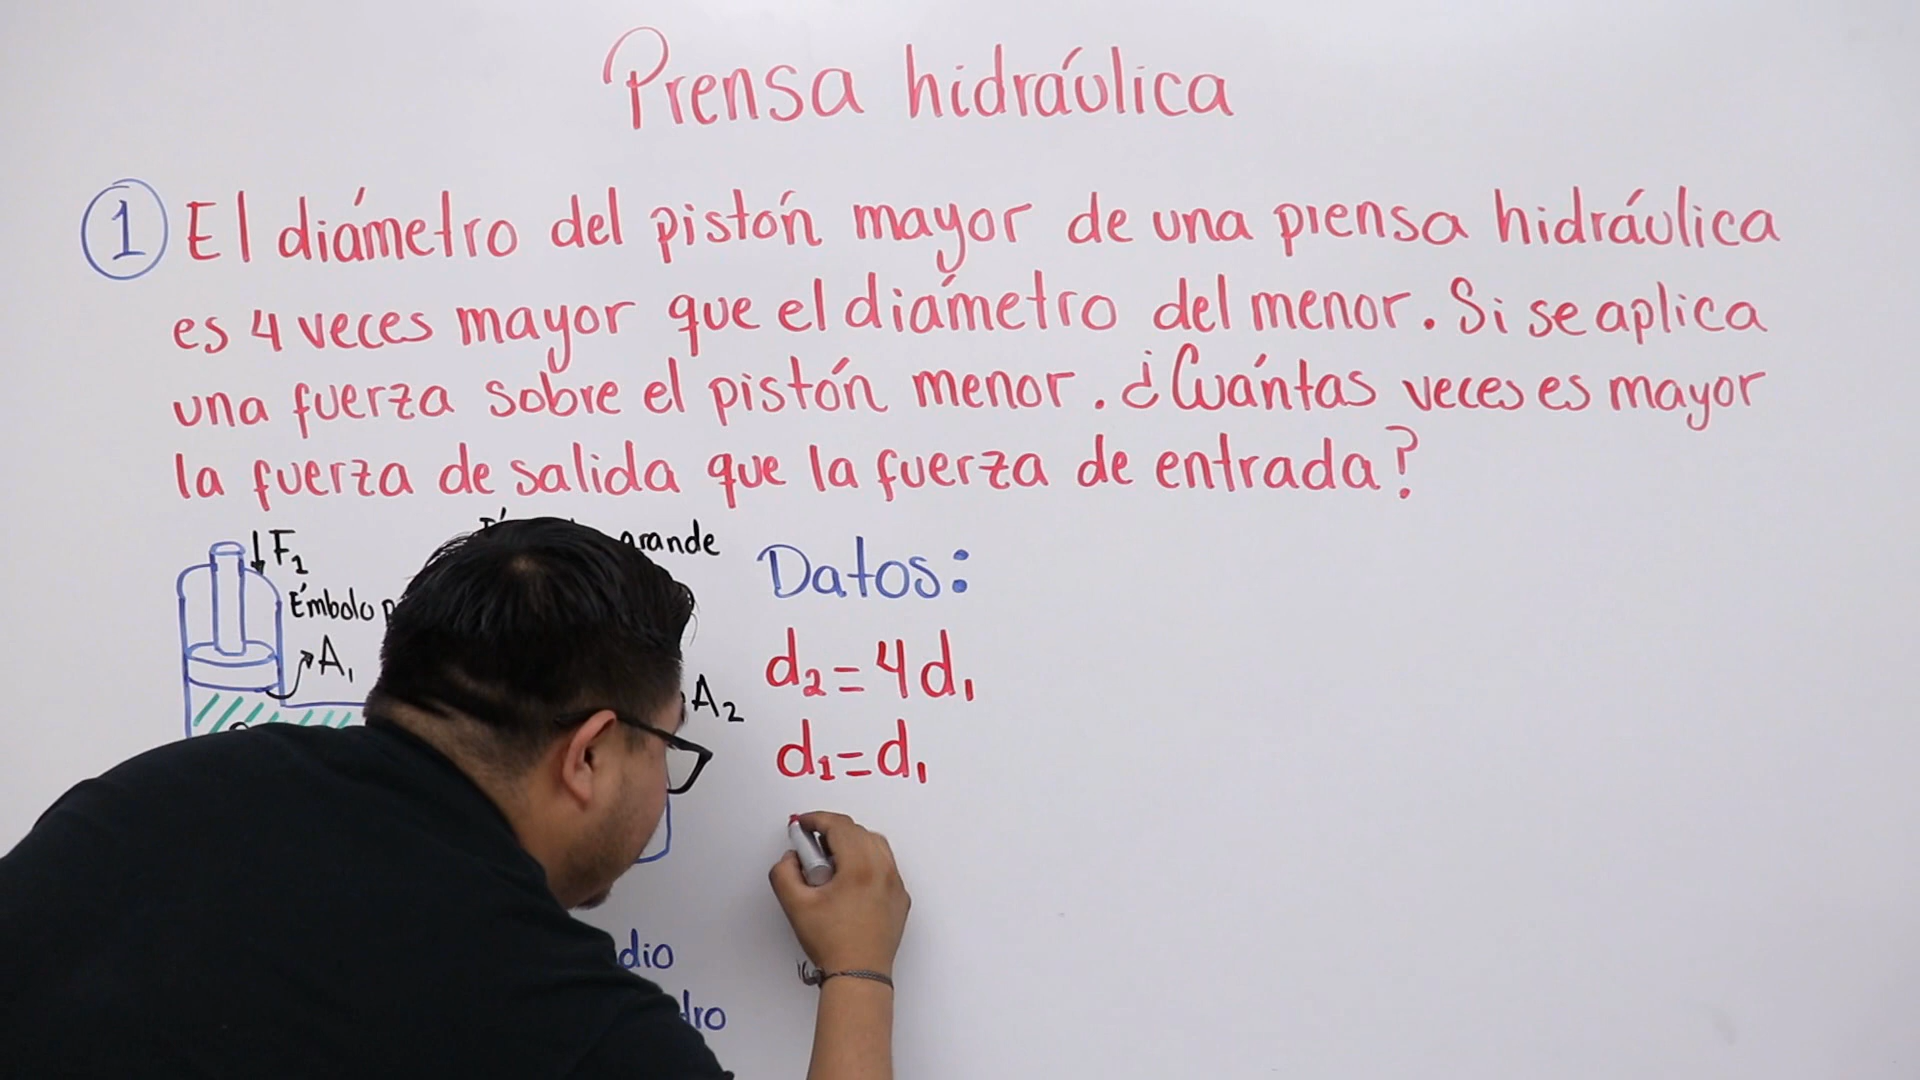 Prensa hidráulica
1 El diámetro del pistón mayor de una prensa hidráulica
es 4 veces mayor que el diámetro del menor. Si se aplica
una fuerza sobre el pistón menor. ¿Cuántas veces es mayor
la fuerza de salida que la fuerza de entrada?
grande
F₁
Émbolo
A₁
A₂
Datos:
d₂=4d₁
d₁=d₁